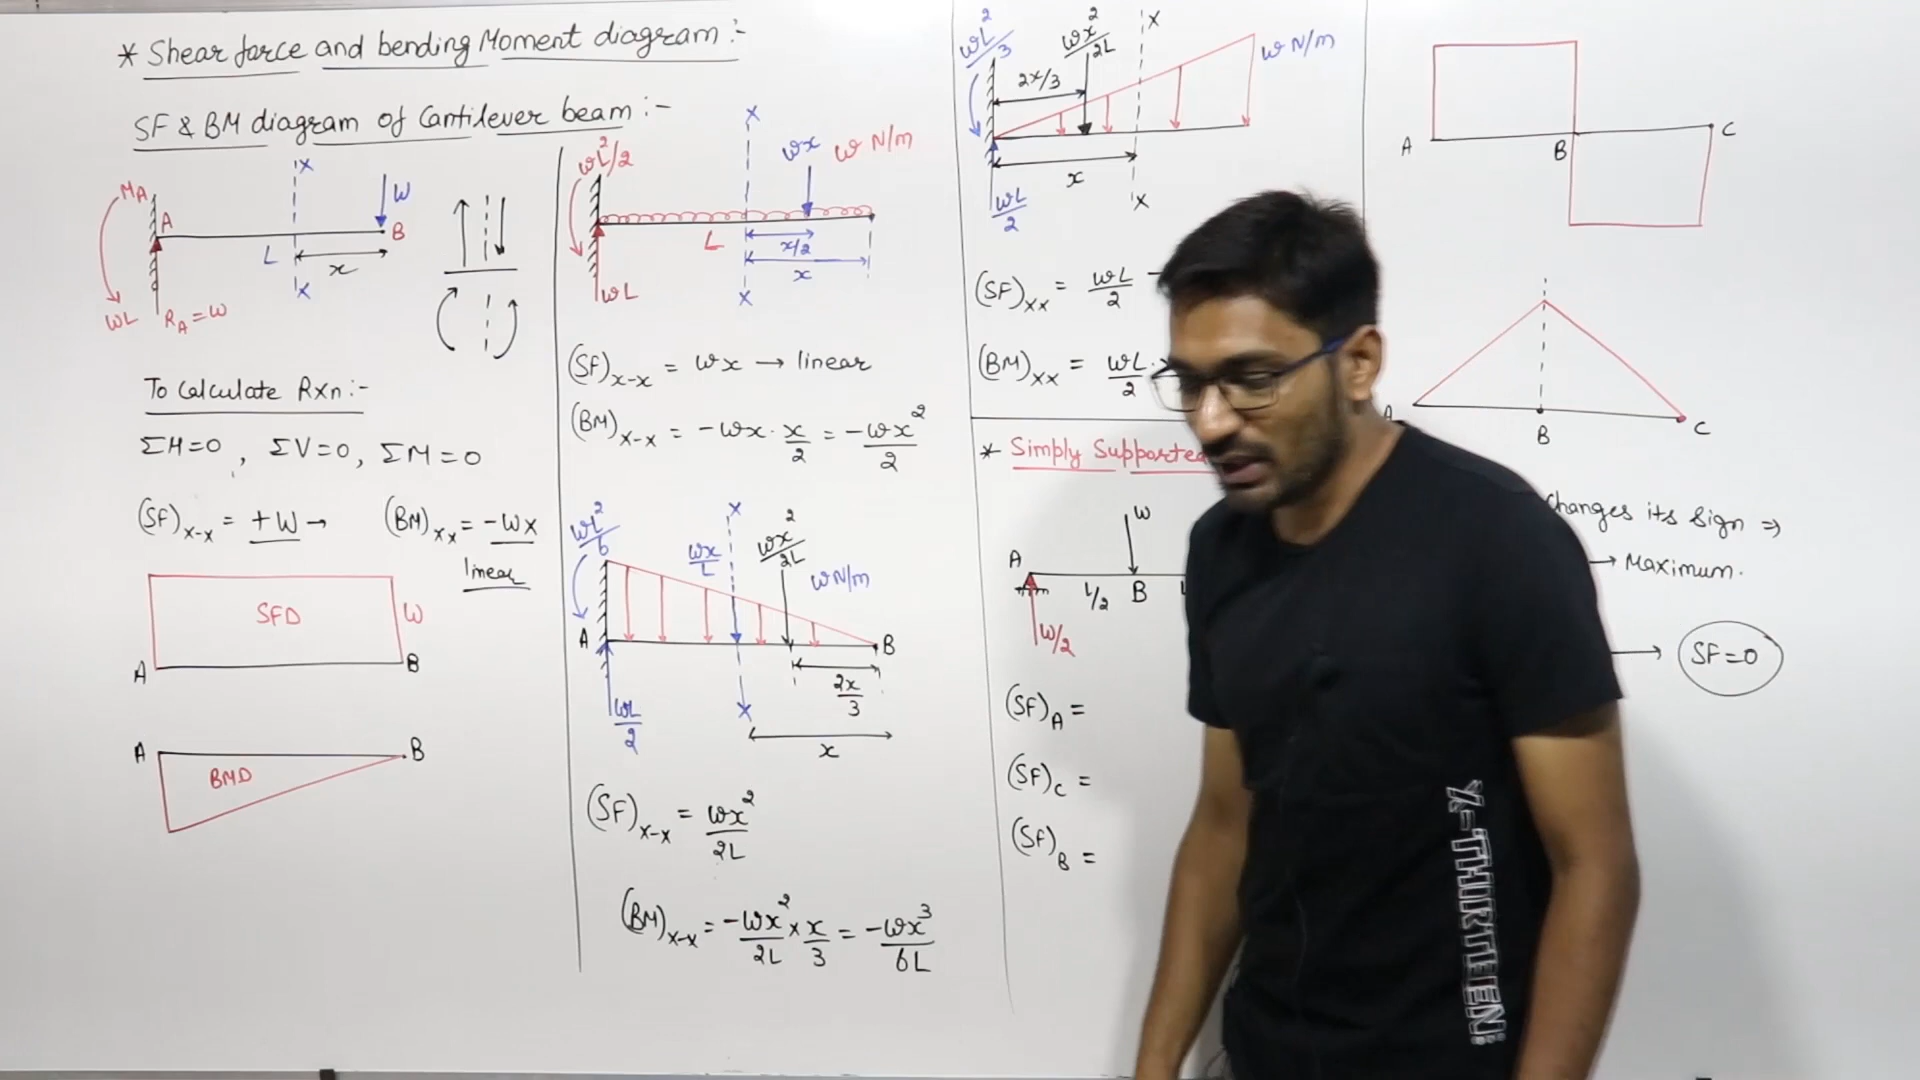 * Shear force and bending Moment diagram :-
SF & BM diagram of Cantilever beam :-
X
W
MA
A
B
L
x
X
WL
RA = W
To Calculate Rxn :-
ΣH=0 , ΣV=0, ΣM=0
(SF)x-x = +W →
(BM)xx = -Wx
linear
SFD
W
A
B
A
B
BMD
X
wL²/2
wx
w N/m
L
x/2
x
X
wL
(SF)x-x = wx → linear
(BM)x-x = -wx · x/2 = -wx²/2
X
wL²/6
wx/L
wx²/2L
w N/m
A
B
2x/3
wL/2
X
x
(SF)x-x = wx²/2L
(BM)x-x = -wx²/2L × x/3 = -wx³/6L
wL²/3
wx²/2L
X
w N/m
2x/3
x
X
wL/2
(SF)xx = wL/2 -
(BM)xx = wL/2 ·
* Simply Supported
W
A
L/2
B
W/2
(SF)A =
(SF)C =
(SF)B =
A
B
C
A
B
C
Changes its sign ⇒
→ Maximum.
→ SF=0
X-THIRTEEN